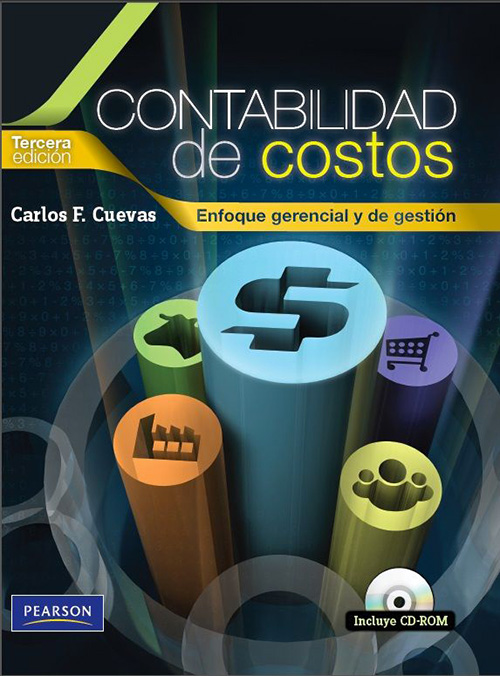 CONTABILIDAD
de costos
Tercera
edición
Carlos F. Cuevas
Enfoque gerencial y de gestión
PEARSON
Incluye CD-ROM